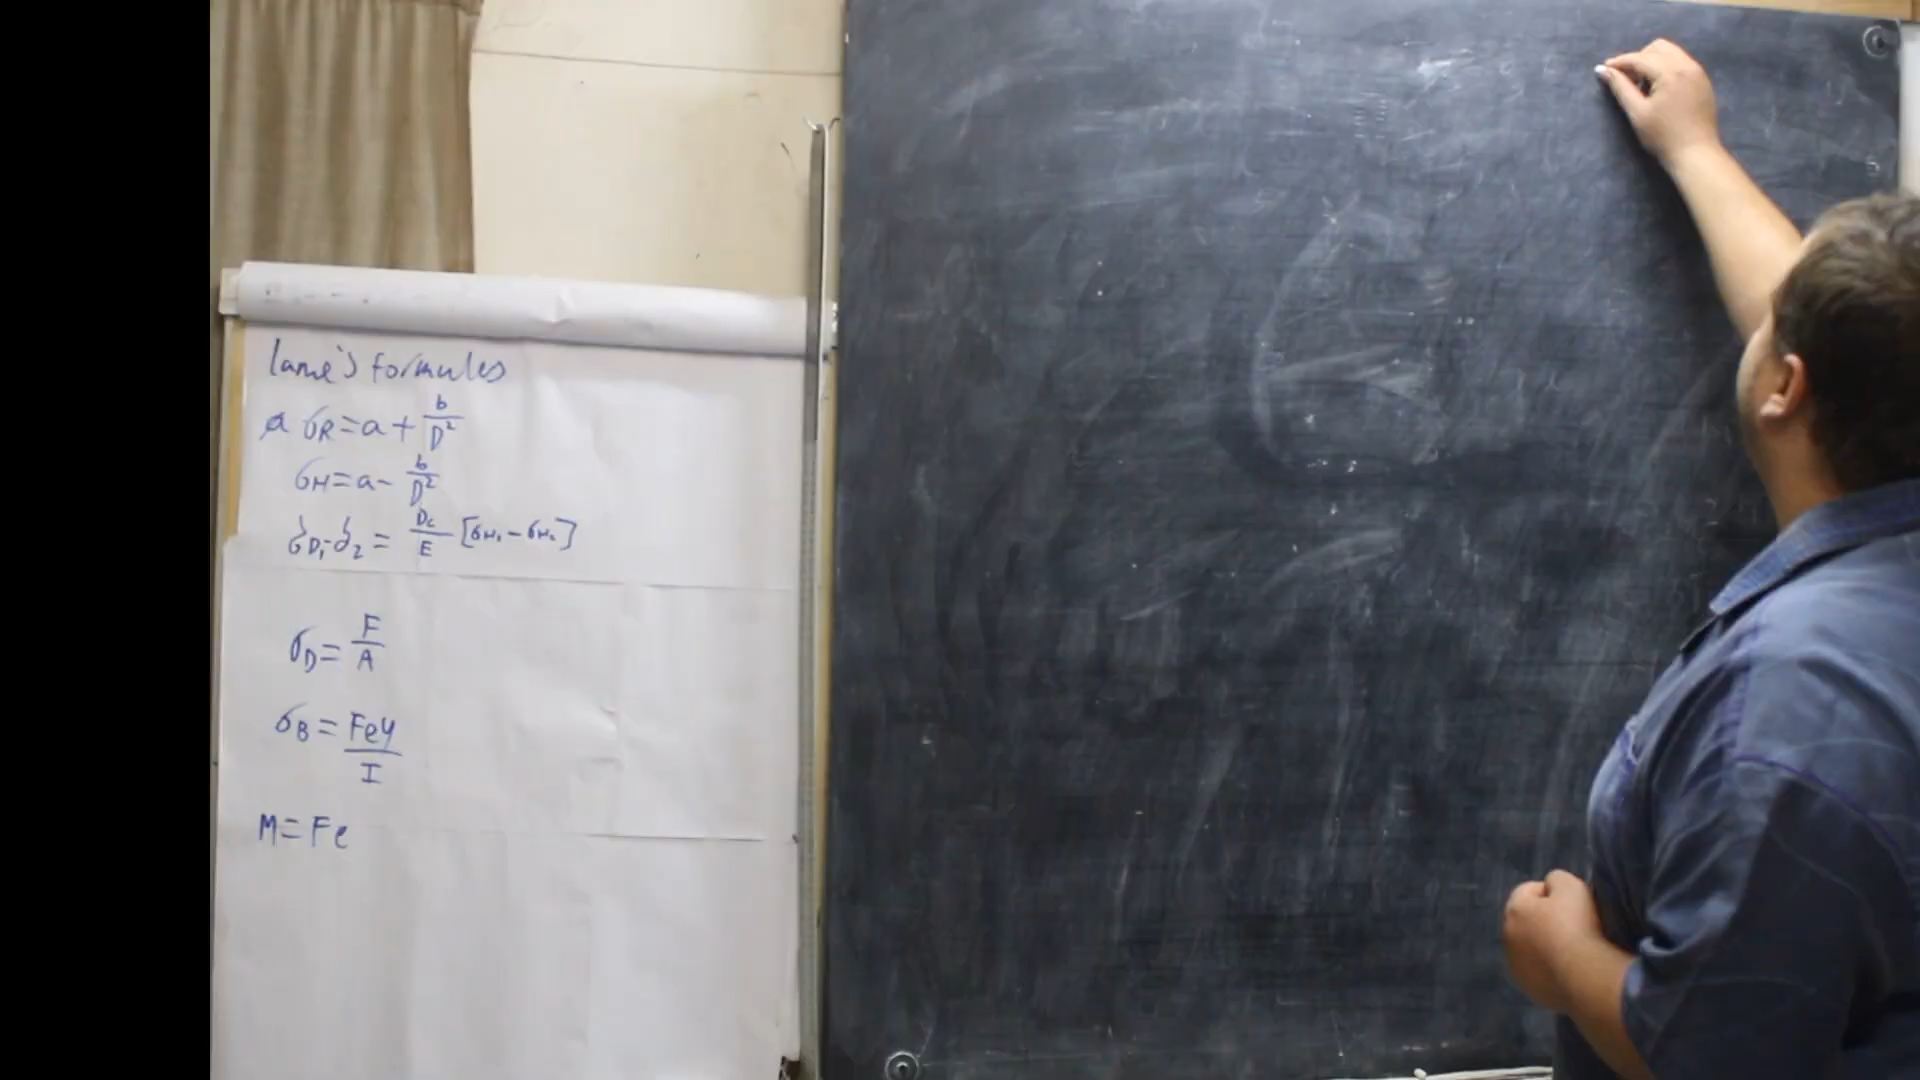 Lame's formules
σR = a + b/D²
σH = a - b/D²
δD₁-δ₂ = Dc/E [σH₁ - σH₂]
σD = F/A
σB = Fey/I
M = Fe